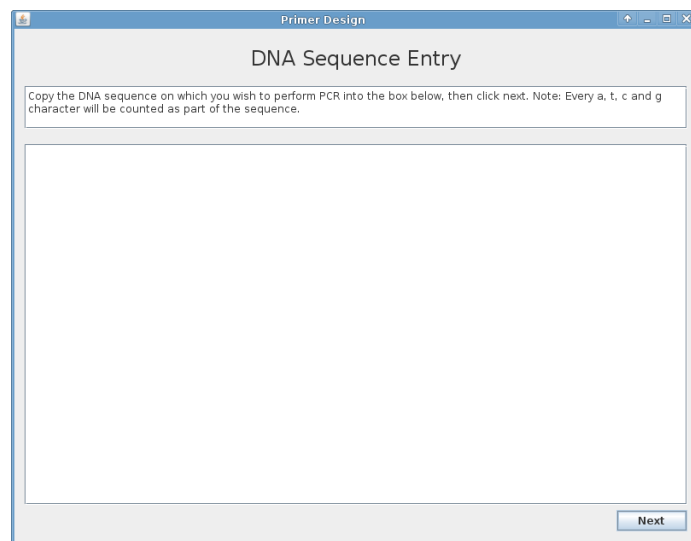 Primer Design
DNA Sequence Entry
Copy the DNA sequence on which you wish to perform PCR into the box below, then click next. Note: Every a, t, c and g
character will be counted as part of the sequence.
Next